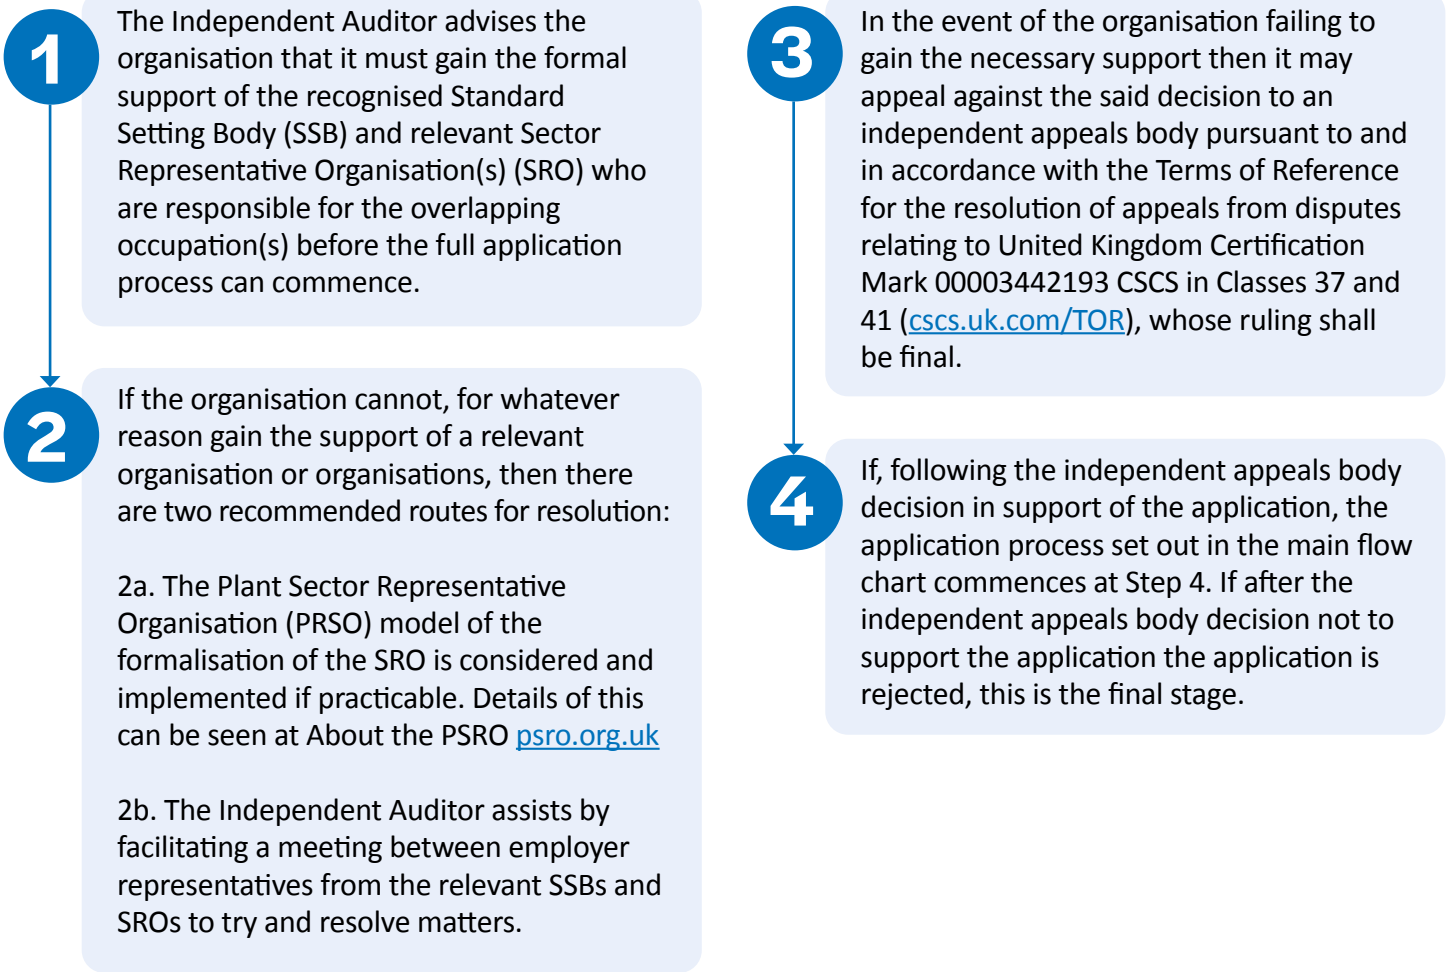 1
The Independent Auditor advises the
organisation that it must gain the formal
support of the recognised Standard
Setting Body (SSB) and relevant Sector
Representative Organisation(s) (SRO) who
are responsible for the overlapping
occupation(s) before the full application
process can commence.
2
If the organisation cannot, for whatever
reason gain the support of a relevant
organisation or organisations, then there
are two recommended routes for resolution:
2a. The Plant Sector Representative
Organisation (PRSO) model of the
formalisation of the SRO is considered and
implemented if practicable. Details of this
can be seen at About the PSRO psro.org.uk
2b. The Independent Auditor assists by
facilitating a meeting between employer
representatives from the relevant SSBs and
SROs to try and resolve matters.
3
In the event of the organisation failing to
gain the necessary support then it may
appeal against the said decision to an
independent appeals body pursuant to and
in accordance with the Terms of Reference
for the resolution of appeals from disputes
relating to United Kingdom Certification
Mark 00003442193 CSCS in Classes 37 and
41 (cscs.uk.com/TOR), whose ruling shall
be final.
4
If, following the independent appeals body
decision in support of the application, the
application process set out in the main flow
chart commences at Step 4. If after the
independent appeals body decision not to
support the application the application is
rejected, this is the final stage.